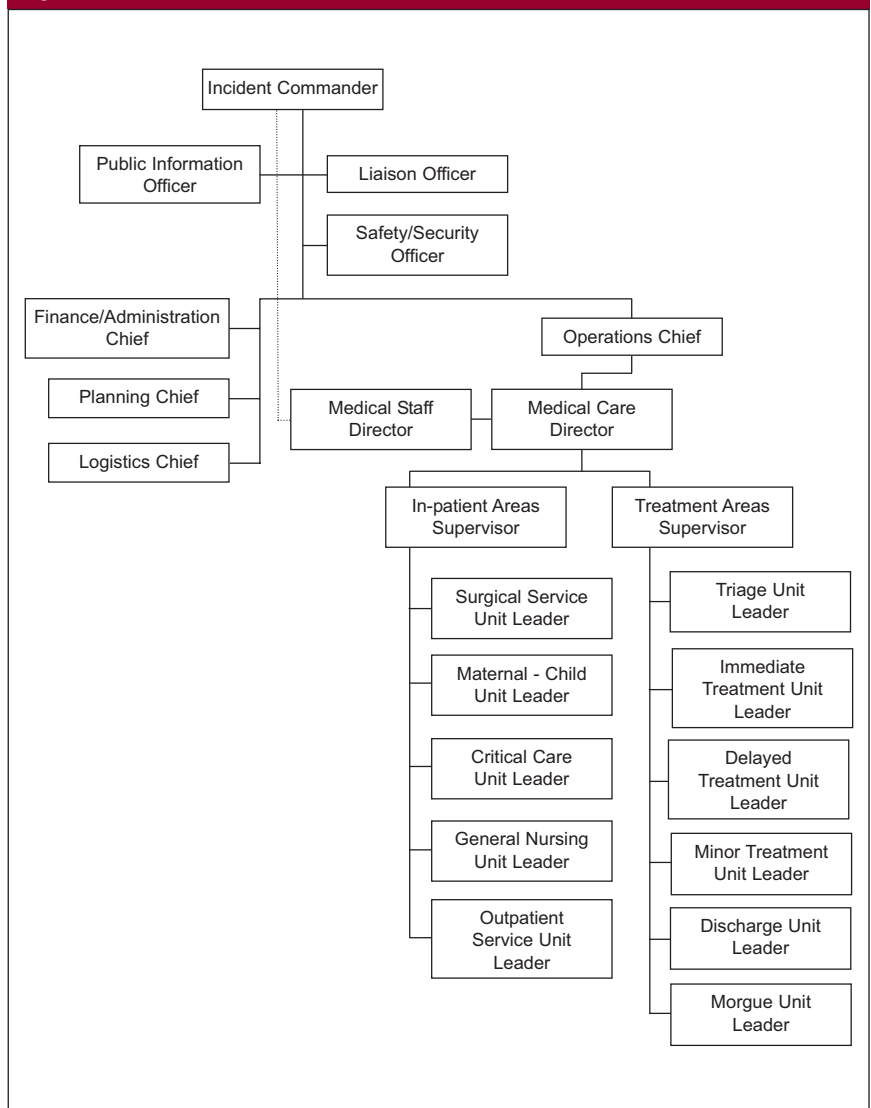 Incident Commander
Public Information
Officer
Liaison Officer
Safety/Security
Officer
Finance/Administration
Chief
Operations Chief
Planning Chief
Medical Staff
Director
Medical Care
Director
Logistics Chief
In-patient Areas
Supervisor
Treatment Areas
Supervisor
Surgical Service
Unit Leader
Maternal - Child
Unit Leader
Critical Care
Unit Leader
General Nursing
Unit Leader
Outpatient
Service Unit
Leader
Triage Unit
Leader
Immediate
Treatment Unit
Leader
Delayed
Treatment Unit
Leader
Minor Treatment
Unit Leader
Discharge Unit
Leader
Morgue Unit
Leader